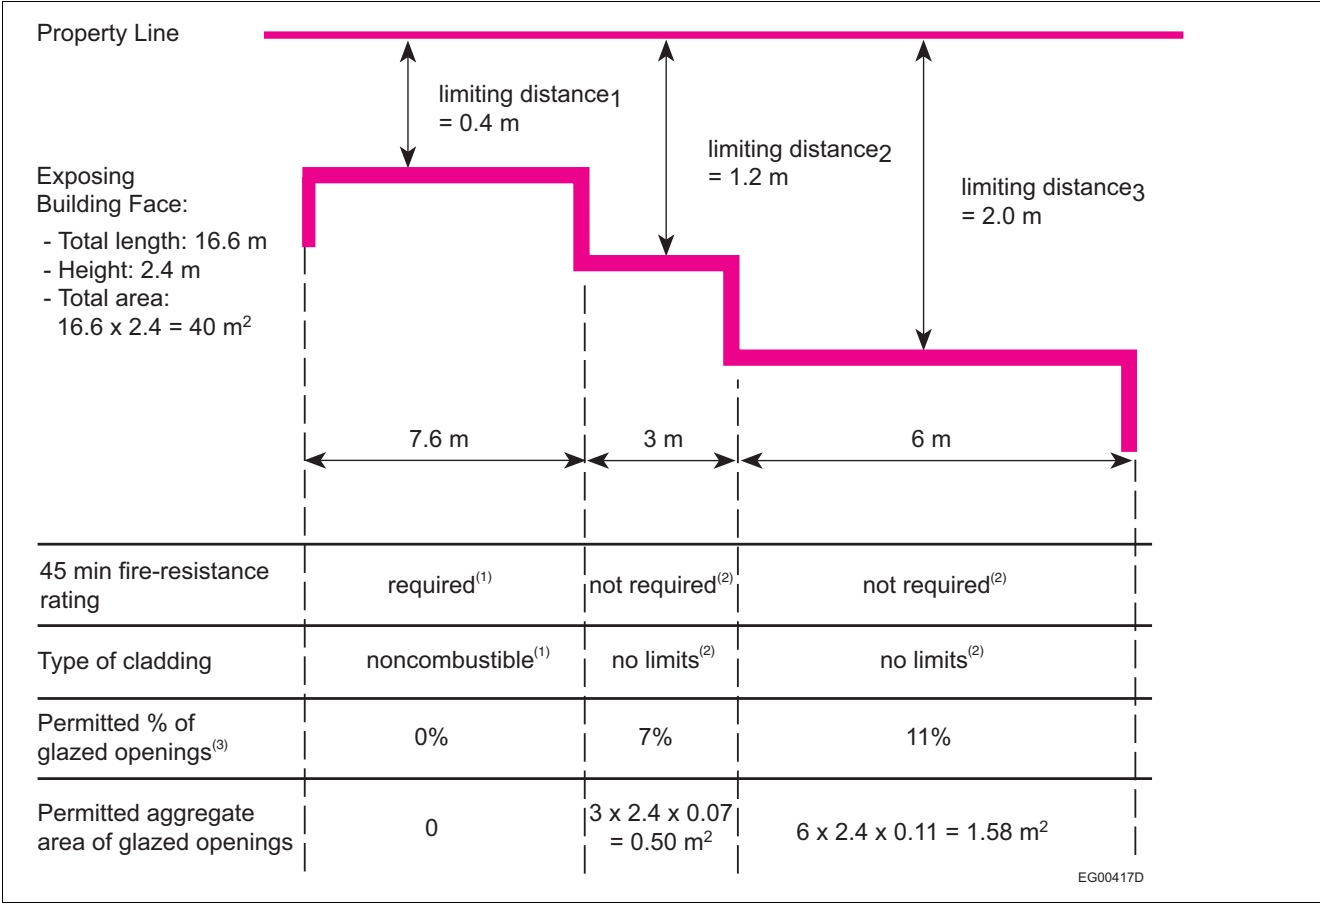 Property Line
limiting distance1
= 0.4 m
limiting distance2
= 1.2 m
limiting distance3
= 2.0 m
Exposing
Building Face:
- Total length: 16.6 m
- Height: 2.4 m
- Total area:
16.6 x 2.4 = 40 m2
7.6 m
3 m
6 m
45 min fire-resistance
rating
required(1)
not required(2)
not required(2)
Type of cladding
noncombustible(1)
no limits(2)
no limits(2)
Permitted % of
glazed openings(3)
0%
7%
11%
Permitted aggregate
area of glazed openings
0
3 x 2.4 x 0.07
= 0.50 m2
6 x 2.4 x 0.11 = 1.58 m2
EG00417D